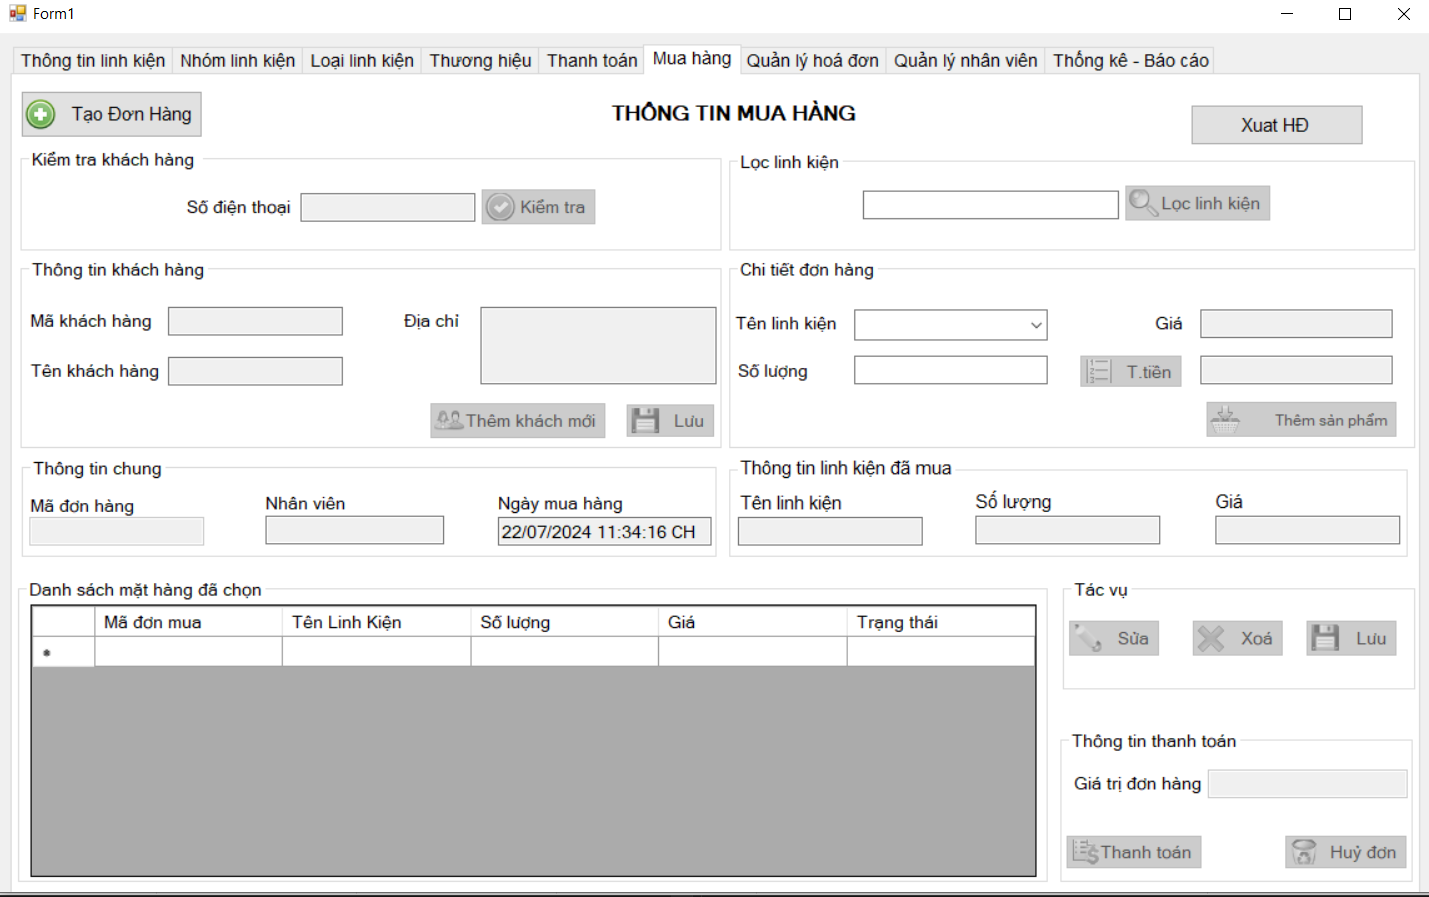 Form1
Thông tin linh kiện Nhóm linh kiện Loại linh kiện Thương hiệu Thanh toán Mua hàng Quản lý hoá đơn Quản lý nhân viên Thống kê - Báo cáo
Tạo Đơn Hàng
THÔNG TIN MUA HÀNG
Xuat HĐ
Kiểm tra khách hàng
Số điện thoại
Kiểm tra
Lọc linh kiện
Lọc linh kiện
Thông tin khách hàng
Mã khách hàng
Địa chỉ
Tên khách hàng
Thêm khách mới
Lưu
Chi tiết đơn hàng
Tên linh kiện
Giá
Số lượng
T.tiền
Thêm sản phẩm
Thông tin chung
Mã đơn hàng
Nhân viên
Ngày mua hàng
22/07/2024 11:34:16 CH
Thông tin linh kiện đã mua
Tên linh kiện
Số lượng
Giá
Danh sách mặt hàng đã chọn
Mã đơn mua Tên Linh Kiện Số lượng Giá Trạng thái
*
Tác vụ
Sửa
Xoá
Lưu
Thông tin thanh toán
Giá trị đơn hàng
Thanh toán
Huỷ đơn